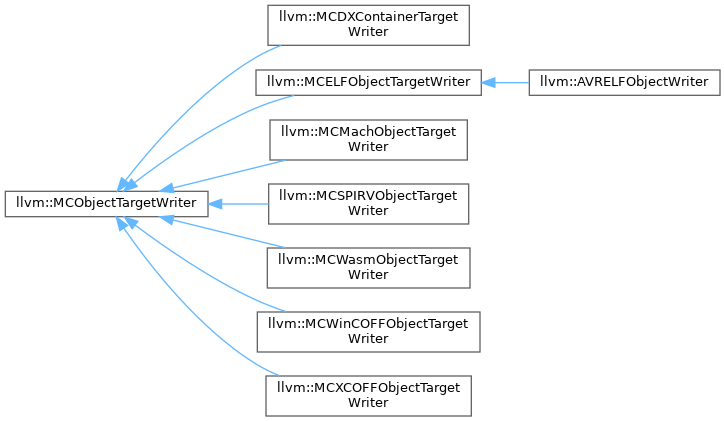 llvm::MCDXContainerTarget
Writer
llvm::MCELFObjectTargetWriter
llvm::AVRELFObjectWriter
llvm::MCMachObjectTarget
Writer
llvm::MCObjectTargetWriter
llvm::MCSPIRVObjectTarget
Writer
llvm::MCWasmObjectTarget
Writer
llvm::MCWinCOFFObjectTarget
Writer
llvm::MCXCOFFObjectTarget
Writer